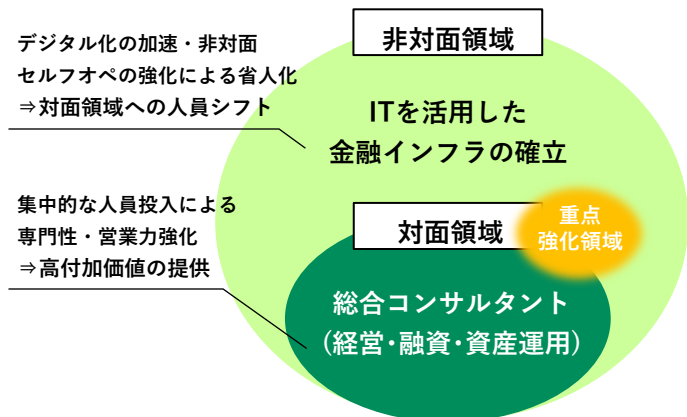 非対面領域
デジタル化の加速・非対面
セルフオペの強化による省人化
⇒対面領域への人員シフト
ITを活用した
金融インフラの確立
集中的な人員投入による
専門性・営業力強化
⇒高付加価値の提供
対面領域
重点
強化領域
総合コンサルタント
(経営・融資・資産運用)